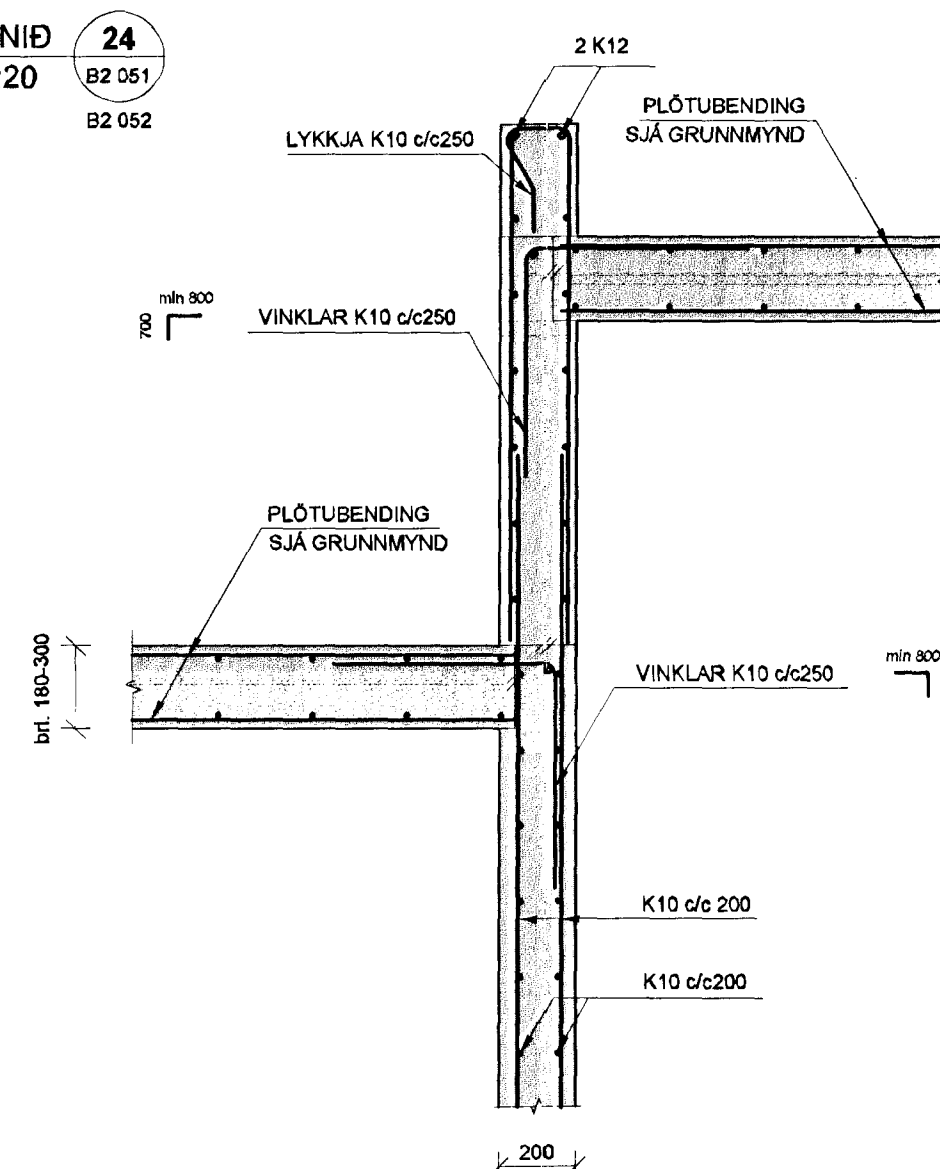 NIÐ
24
20
B2 051
B2 052
2 K12
PLÖTUBENDING
SJÁ GRUNNMYND
LYKKJA K10 c/c250
min 800
700
VINKLAR K10 c/c250
PLÖTUBENDING
SJÁ GRUNNMYND
brl. 180-300
min 800
VINKLAR K10 c/c250
K10 c/c 200
K10 c/c200
200